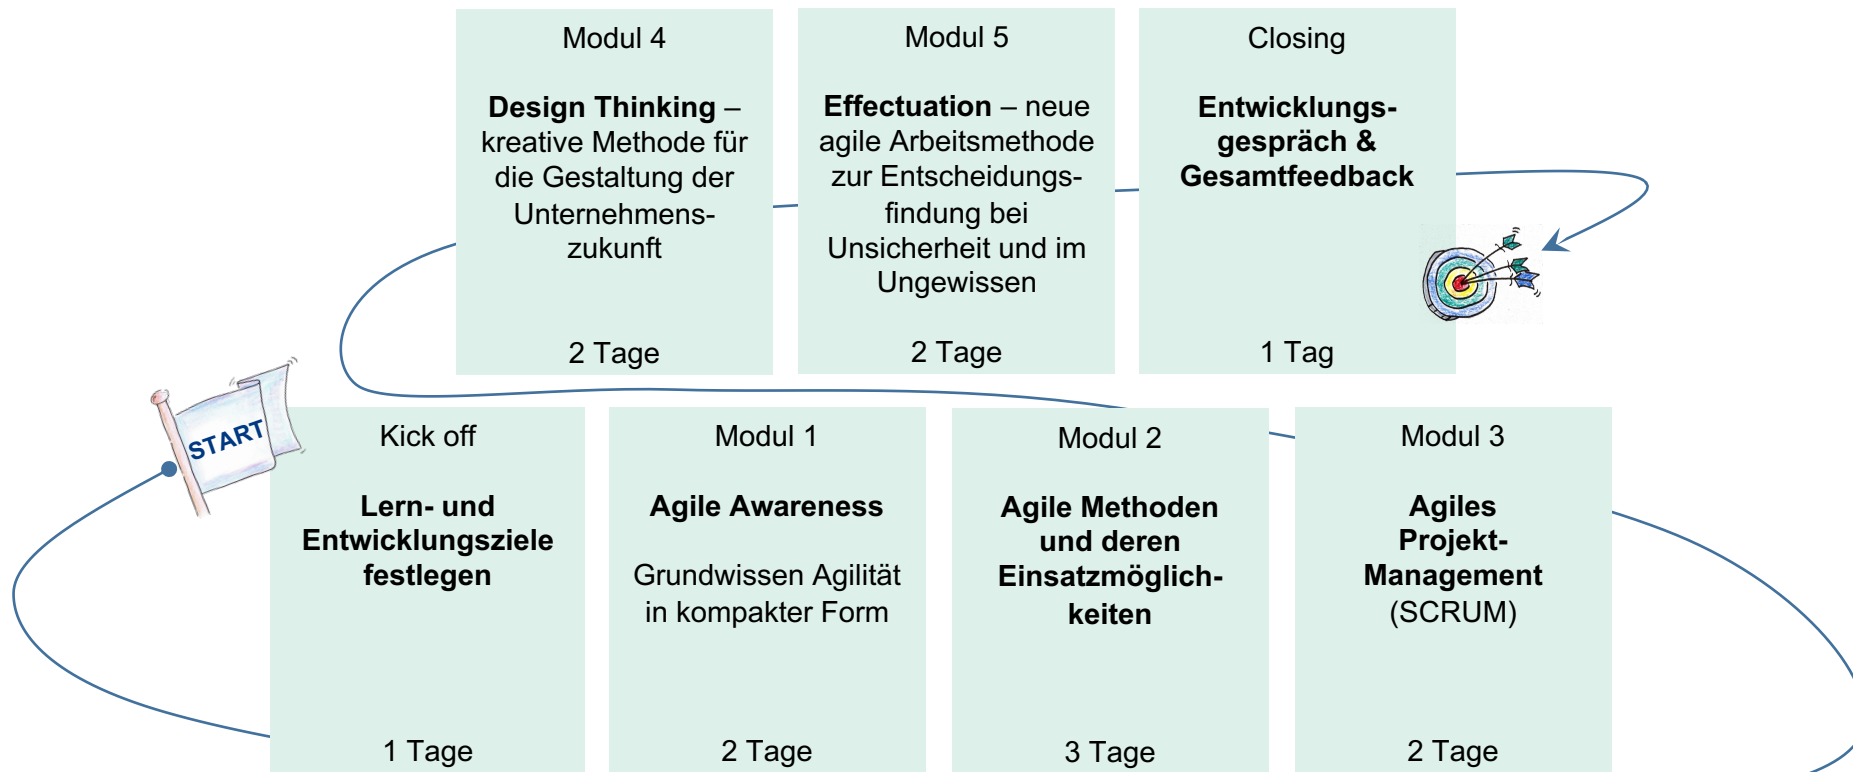 Modul 4
Design Thinking –
kreative Methode für
die Gestaltung der
Unternehmens-
zukunft
2 Tage
Modul 5
Effectuation – neue
agile Arbeitsmethode
zur Entscheidungs-
findung bei
Unsicherheit und im
Ungewissen
2 Tage
Closing
Entwicklungs-
gespräch &
Gesamtfeedback
1 Tag
START
Kick off
Lern- und
Entwicklungsziele
festlegen
1 Tage
Modul 1
Agile Awareness
Grundwissen Agilität
in kompakter Form
2 Tage
Modul 2
Agile Methoden
und deren
Einsatzmöglich-
keiten
3 Tage
Modul 3
Agiles
Projekt-
Management
(SCRUM)
2 Tage